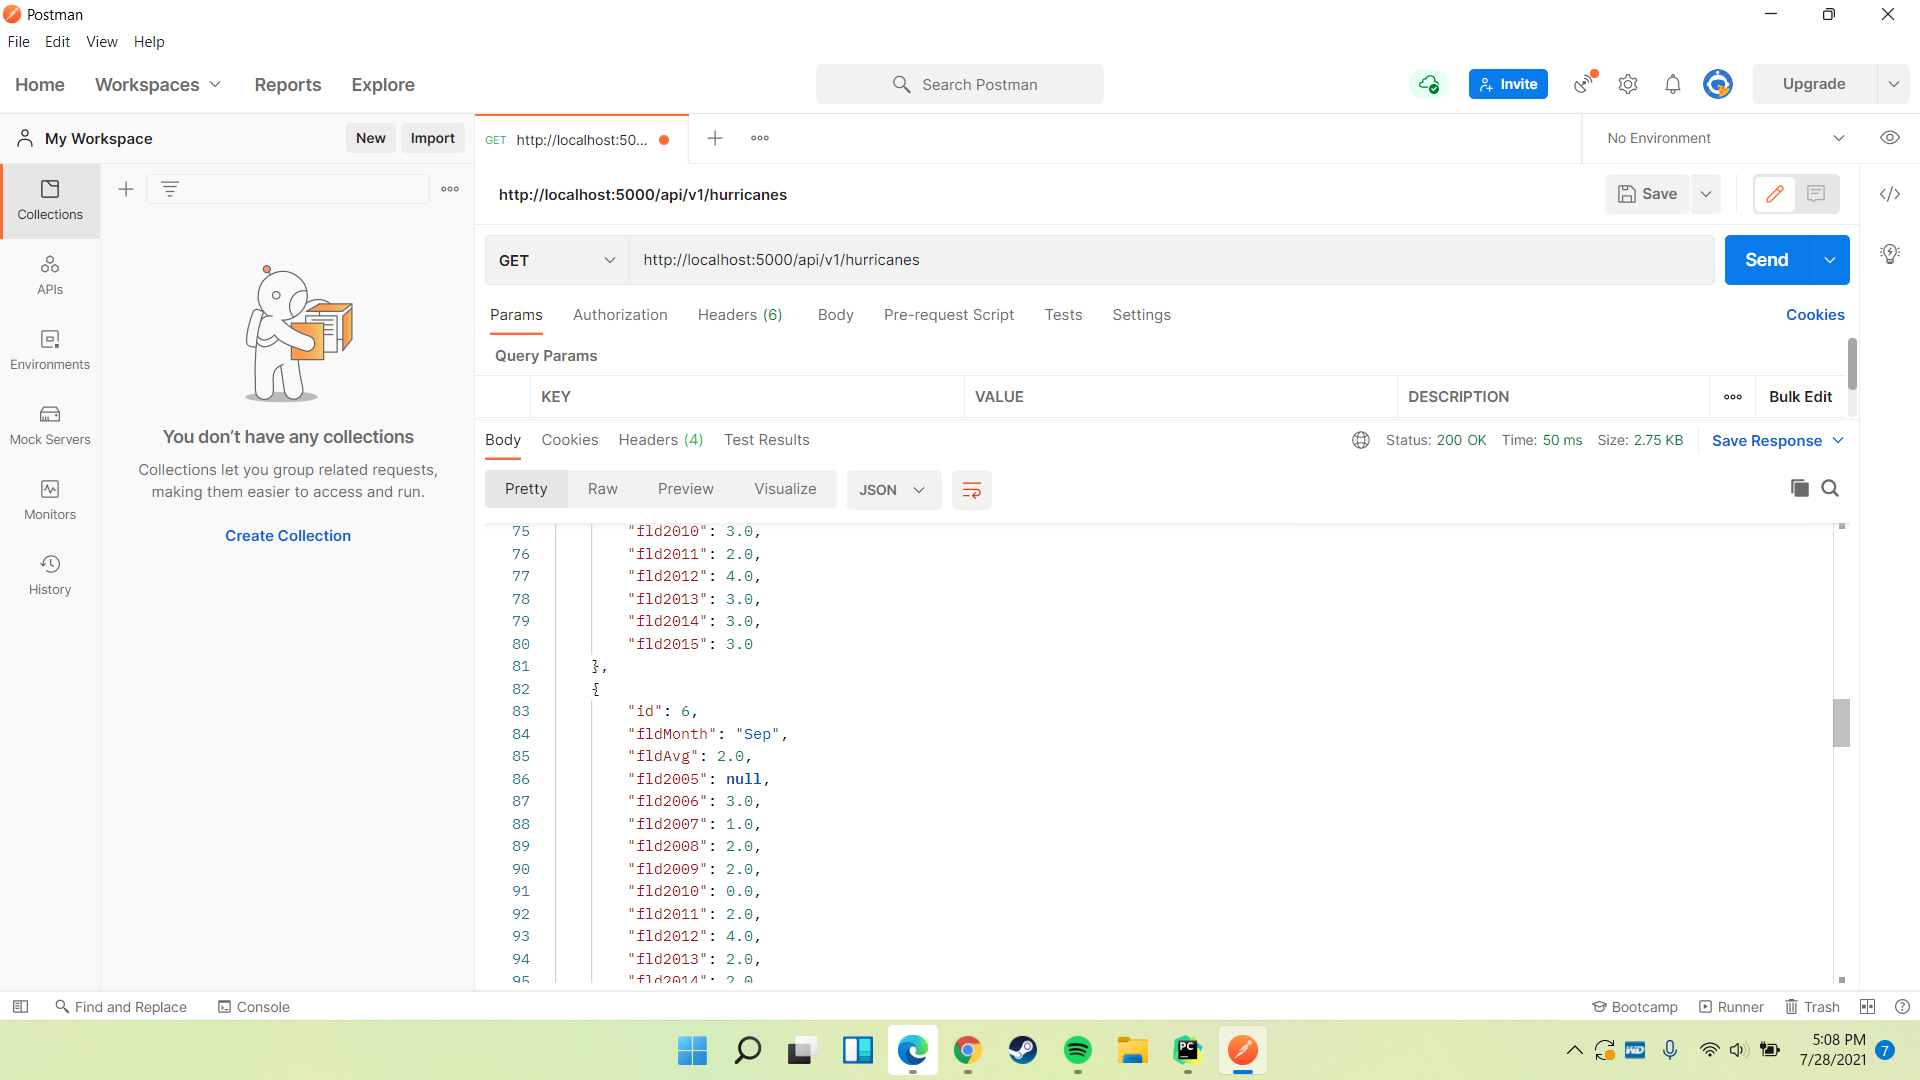 Postman
File Edit View Help
Home Workspaces Reports Explore
Search Postman
Invite
Upgrade
My Workspace
New Import
GET http://localhost:50...
No Environment
Collections
APIs
Environments
Mock Servers
Monitors
History
You don’t have any collections
Collections let you group related requests,
making them easier to access and run.
Create Collection
http://localhost:5000/api/v1/hurricanes
Save
GET http://localhost:5000/api/v1/hurricanes
Send
Params Authorization Headers (6) Body Pre-request Script Tests Settings Cookies
Query Params
KEY VALUE DESCRIPTION Bulk Edit
Body Cookies Headers (4) Test Results Status: 200 OK Time: 50 ms Size: 2.75 KB Save Response
Pretty Raw Preview Visualize JSON
75 "fld2010": 3.0,
76 "fld2011": 2.0,
77 "fld2012": 4.0,
78 "fld2013": 3.0,
79 "fld2014": 3.0,
80 "fld2015": 3.0
81 },
82 {
83 "id": 6,
84 "fldMonth": "Sep",
85 "fldAvg": 2.0,
86 "fld2005": null,
87 "fld2006": 3.0,
88 "fld2007": 1.0,
89 "fld2008": 2.0,
90 "fld2009": 2.0,
91 "fld2010": 0.0,
92 "fld2011": 2.0,
93 "fld2012": 4.0,
94 "fld2013": 2.0,
95 "fld2014": 2.0
Find and Replace Console
Bootcamp Runner Trash
PC
WD
5:08 PM
7/28/2021
7